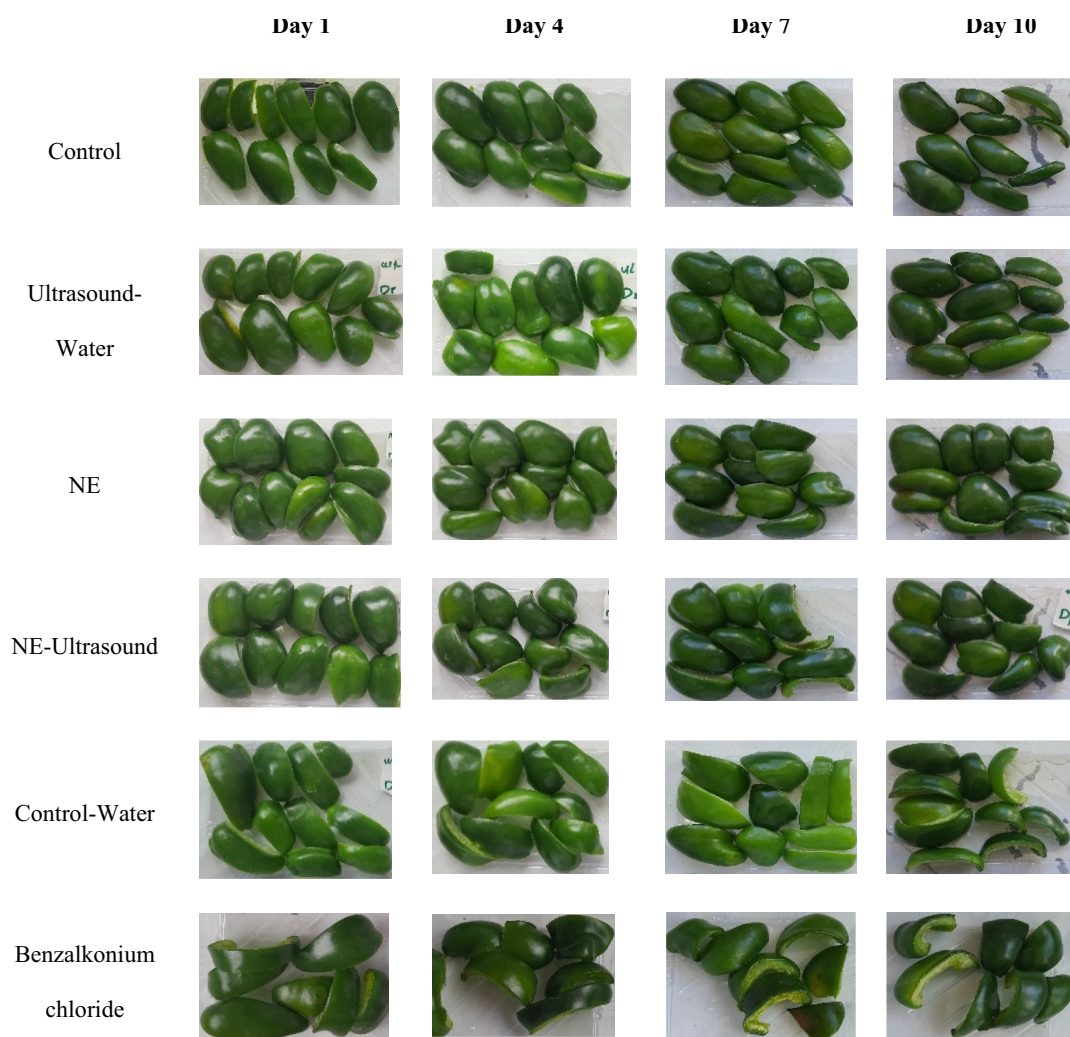 Day 1 Day 4 Day 7 Day 10
Control
Ultrasound-
Water
NE
NE-Ultrasound
Control-Water
Benzalkonium
chloride